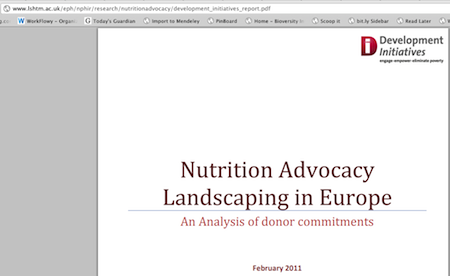 www.lshtm.ac.uk/eph/nphir/research/nutritionadvocacy/development_initiatives_report.pdf
WorkFlowy – Organi Today's Guardian Import to Mendeley PinBoard Home – Bioversity In Scoop it bit.ly Sidebar Read Later
Development
Initiatives
engage·empower·eliminate poverty
Nutrition Advocacy
Landscaping in Europe
An Analysis of donor commitments
February 2011